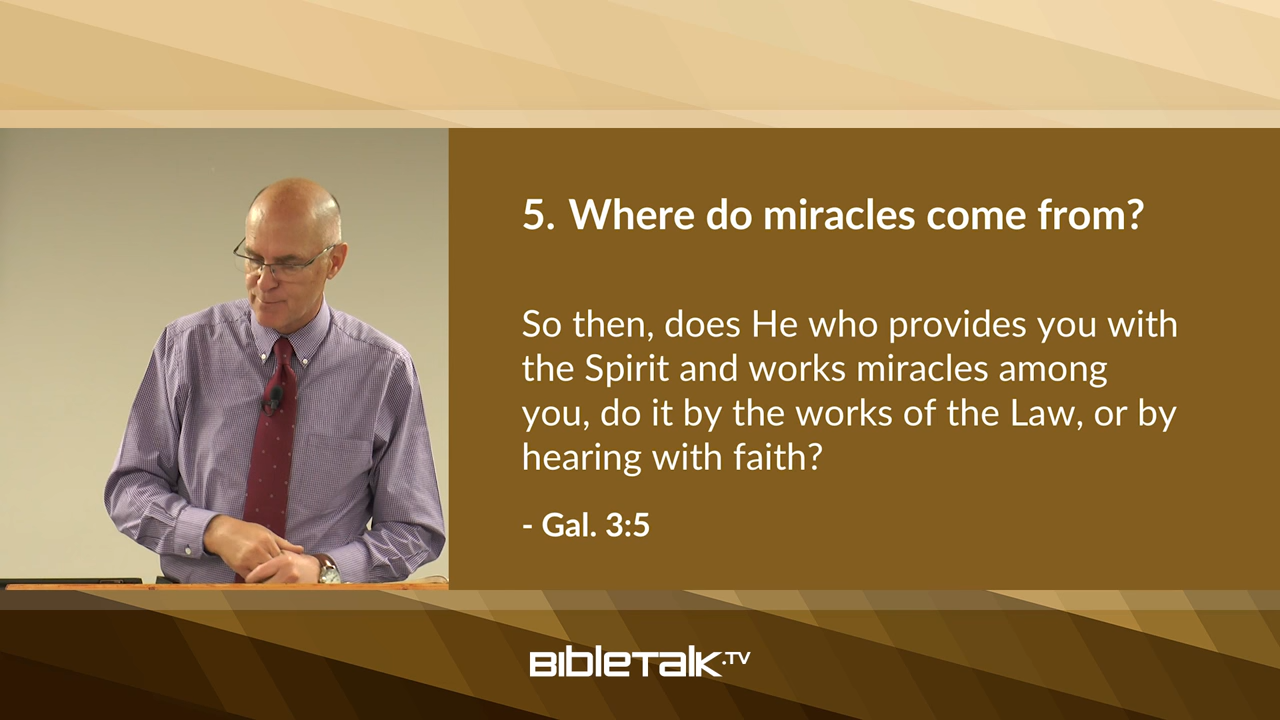 5. Where do miracles come from?
So then, does He who provides you with
the Spirit and works miracles among
you, do it by the works of the Law, or by
hearing with faith?
- Gal. 3:5
BibleTalk.TV